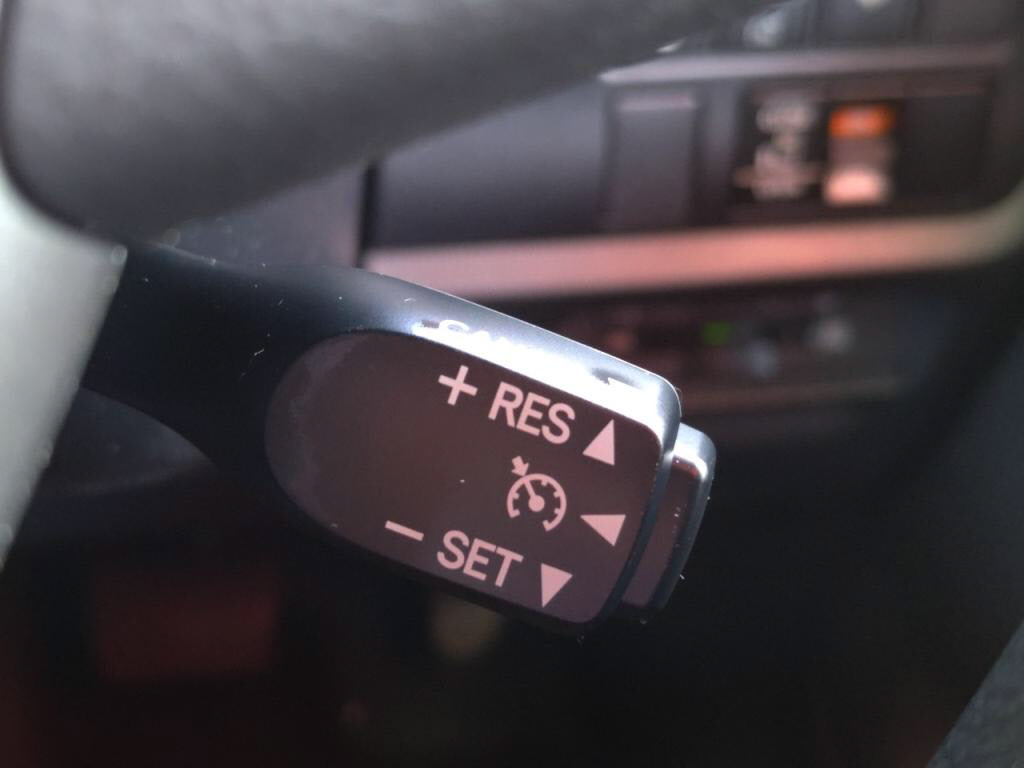 + RES
- SET